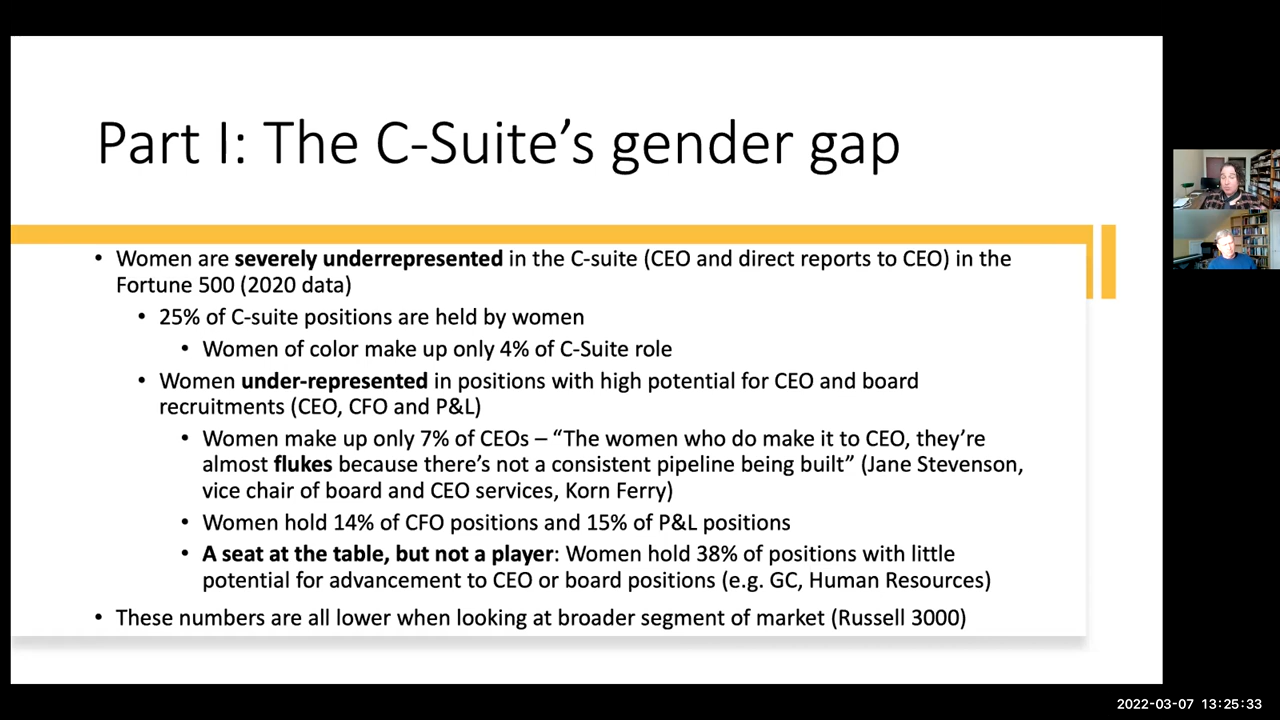 Part I: The C-Suite’s gender gap
• Women are severely underrepresented in the C-suite (CEO and direct reports to CEO) in the
Fortune 500 (2020 data)
• 25% of C-suite positions are held by women
• Women of color make up only 4% of C-Suite role
• Women under-represented in positions with high potential for CEO and board
recruitments (CEO, CFO and P&L)
• Women make up only 7% of CEOs – “The women who do make it to CEO, they’re
almost flukes because there’s not a consistent pipeline being built” (Jane Stevenson,
vice chair of board and CEO services, Korn Ferry)
• Women hold 14% of CFO positions and 15% of P&L positions
• A seat at the table, but not a player: Women hold 38% of positions with little
potential for advancement to CEO or board positions (e.g. GC, Human Resources)
• These numbers are all lower when looking at broader segment of market (Russell 3000)
2022-03-07 13:25:33